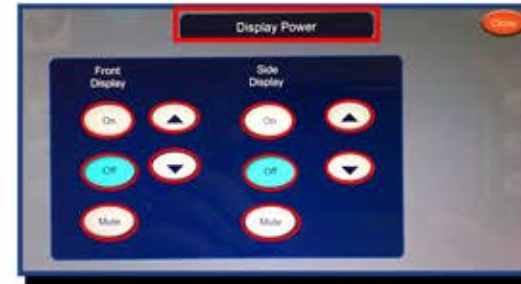 Display Power
Close
Front
Display
Side
Display
On
On
Off
Off
Mute
Mute